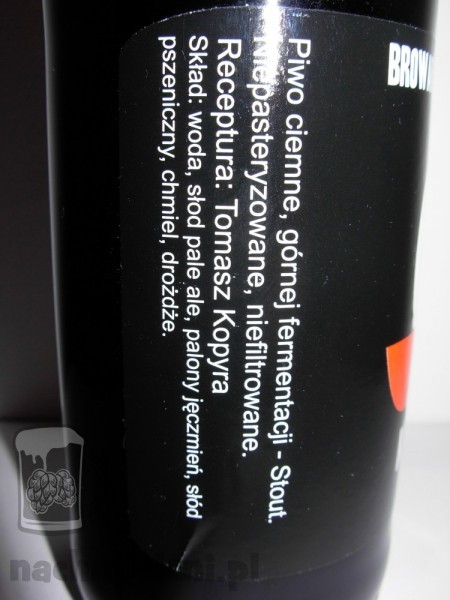 Piwo ciemne, górnej fermentacji - Stout.
Niepasteryzowane, niefiltrowane.
Receptura: Tomasz Kopyra
Skład: woda, słód pale ale, palony jęczmień, słód
pszeniczny, chmiel, drożdże.